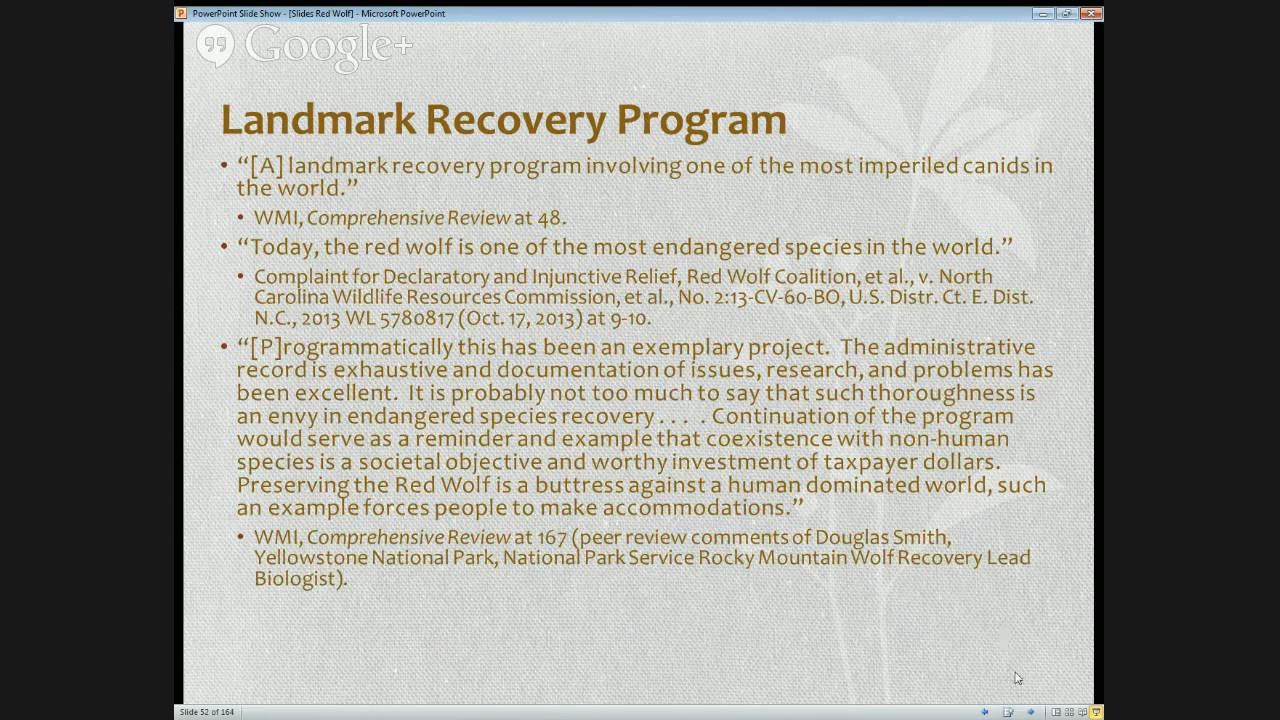 PowerPoint Slide Show - [Slides Red Wolf] - Microsoft PowerPoint
Google+
Landmark Recovery Program
• “[A] landmark recovery program involving one of the most imperiled canids in
the world.”
• WMI, Comprehensive Review at 48.
• “Today, the red wolf is one of the most endangered species in the world.”
• Complaint for Declaratory and Injunctive Relief, Red Wolf Coalition, et al., v. North
Carolina Wildlife Resources Commission, et al., No. 2:13-CV-60-BO, U.S. Distr. Ct. E. Dist.
N.C., 2013 WL 5780817 (Oct. 17, 2013) at 9-10.
• “[P]rogrammatically this has been an exemplary project.  The administrative
record is exhaustive and documentation of issues, research, and problems has
been excellent.  It is probably not too much to say that such thoroughness is
an envy in endangered species recovery . . . .  Continuation of the program
would serve as a reminder and example that coexistence with non-human
species is a societal objective and worthy investment of taxpayer dollars.
Preserving the Red Wolf is a buttress against a human dominated world, such
an example forces people to make accommodations.”
• WMI, Comprehensive Review at 167 (peer review comments of Douglas Smith,
Yellowstone National Park, National Park Service Rocky Mountain Wolf Recovery Lead
Biologist).
Slide 52 of 164